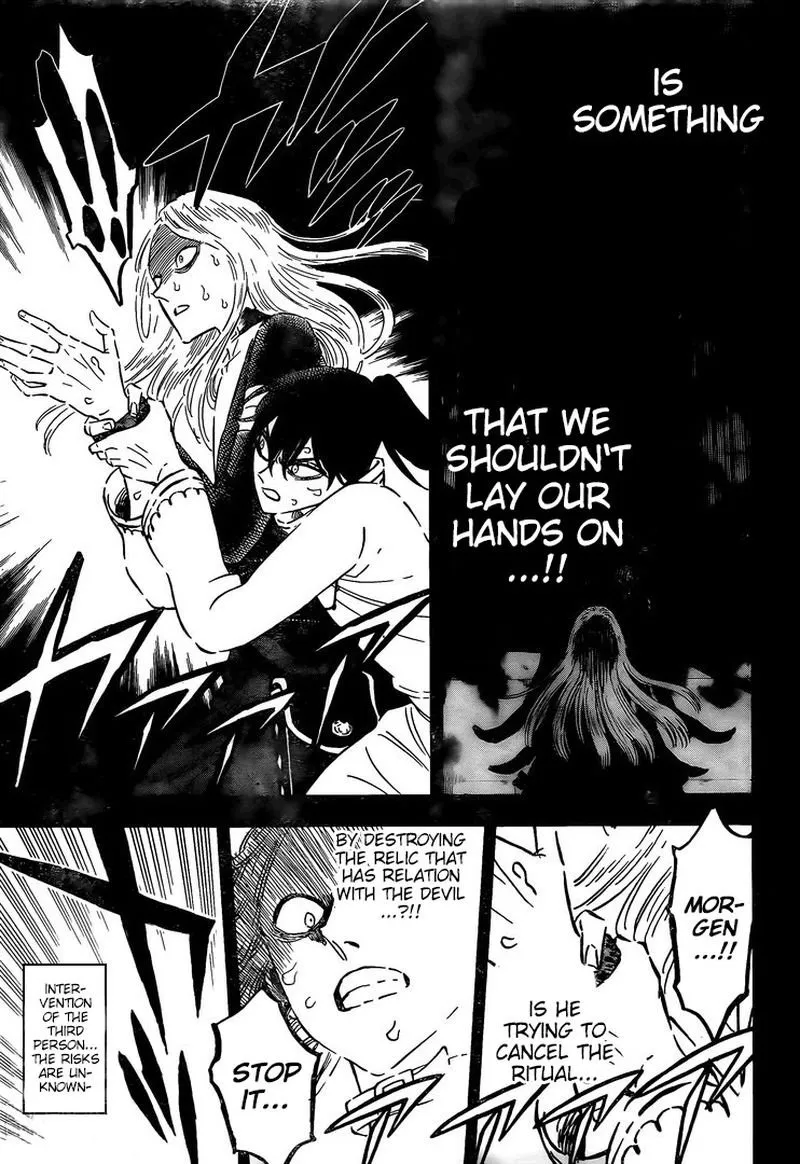 IS
SOMETHING
THAT WE
SHOULDN'T
LAY OUR
HANDS ON
...!!
MOR-
GEN
...!!
IS HE
TRYING TO
CANCEL THE
RITUAL...
BY DESTROYING
THE RELIC THAT
HAS RELATION
WITH THE DEVIL
...?!!
STOP
IT...
INTER-
VENTION
OF THE
THIRD
PERSON...
THE RISKS
ARE UN-
KNOWN-